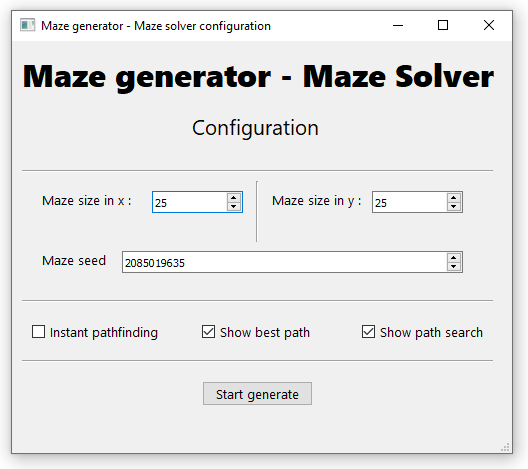 Maze generator - Maze solver configuration
Maze generator - Maze Solver
Configuration
Maze size in x : 25 Maze size in y : 25
Maze seed 2085019635
Instant pathfinding Show best path Show path search
Start generate